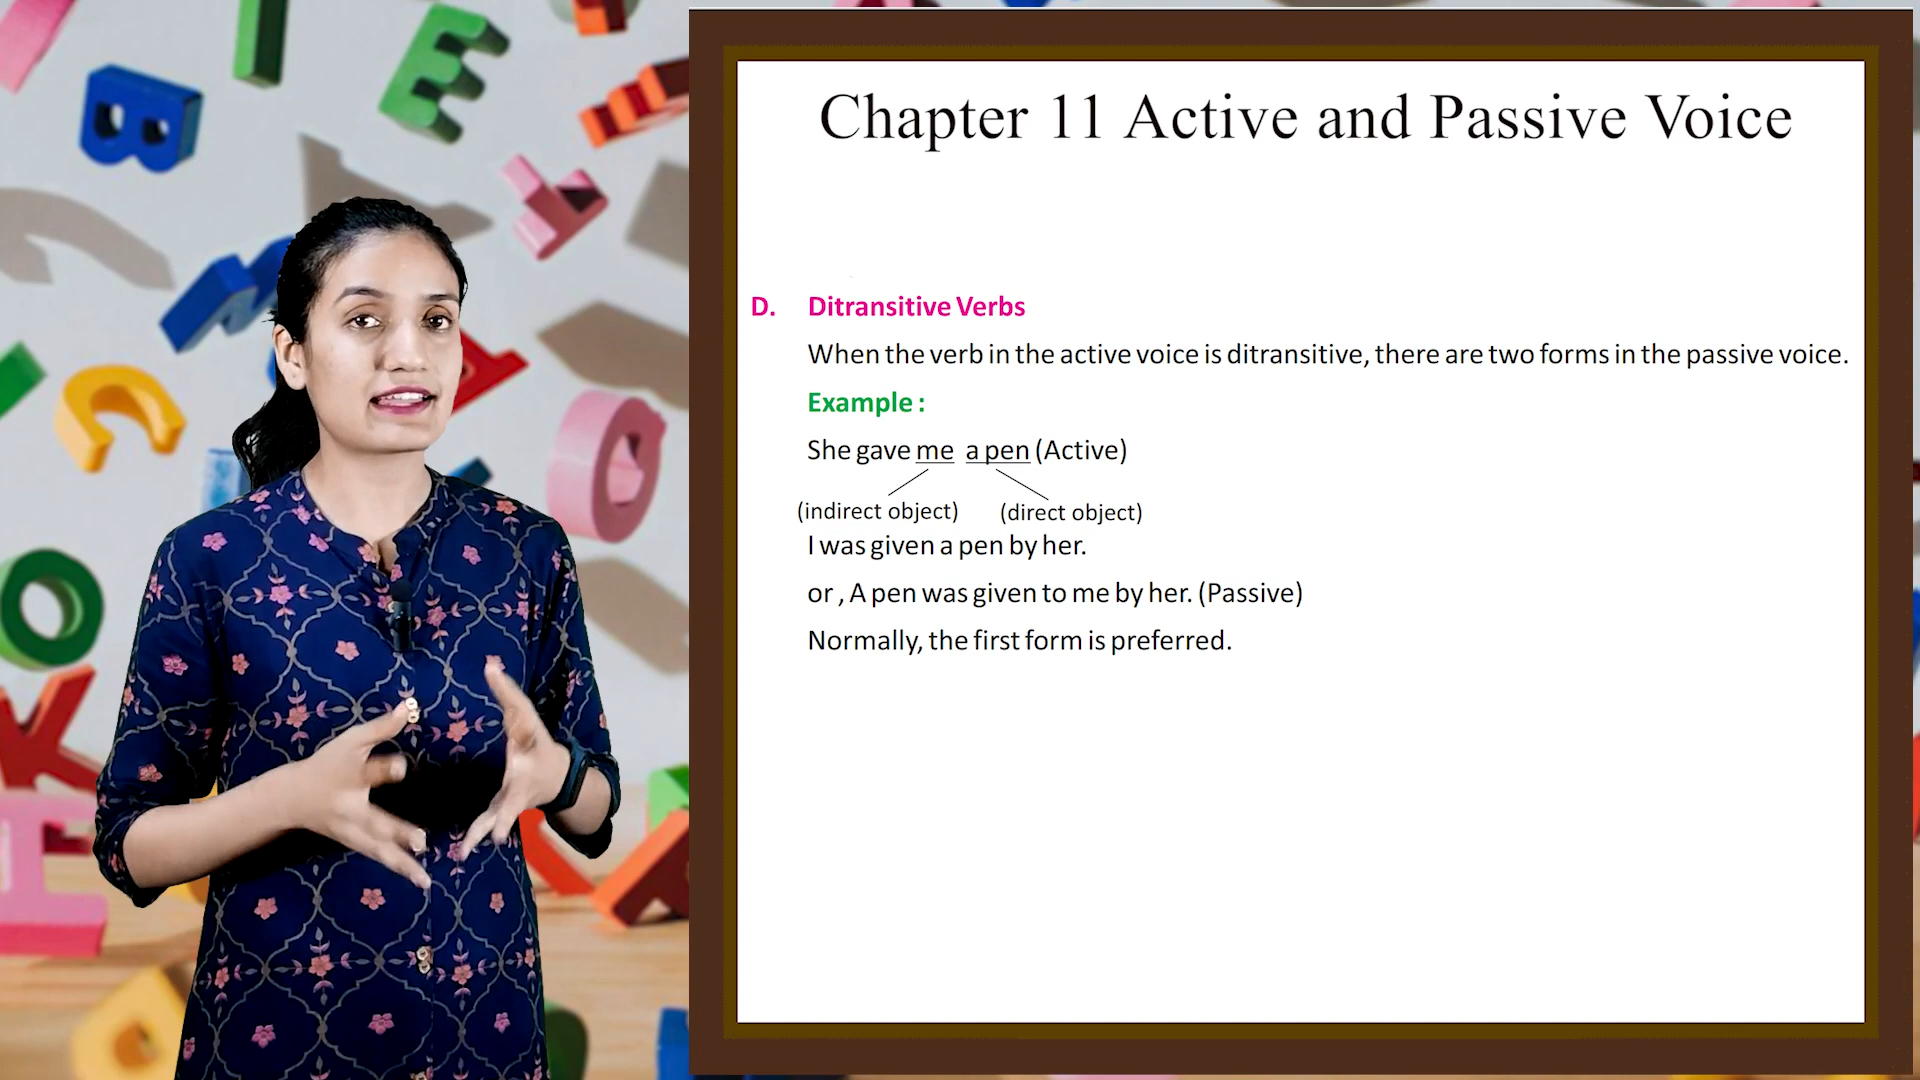 Chapter 11 Active and Passive Voice
D. Ditransitive Verbs
When the verb in the active voice is ditransitive, there are two forms in the passive voice.
Example :
She gave me a pen (Active)
(indirect object) (direct object)
I was given a pen by her.
or , A pen was given to me by her. (Passive)
Normally, the first form is preferred.